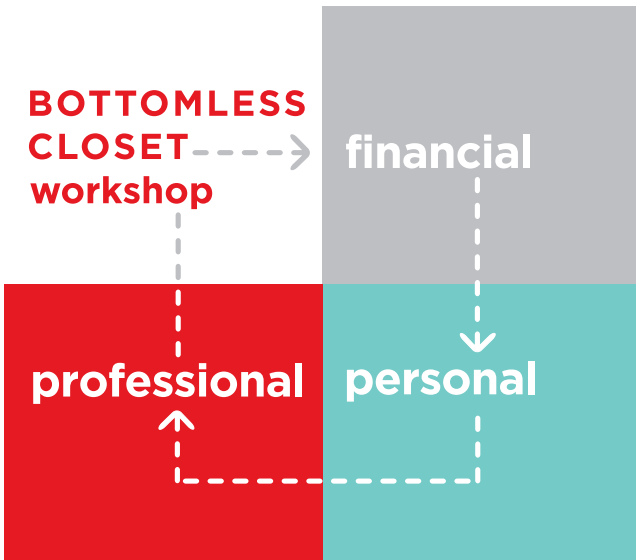 BOTTOMLESS
CLOSET
workshop
financial
professional
personal